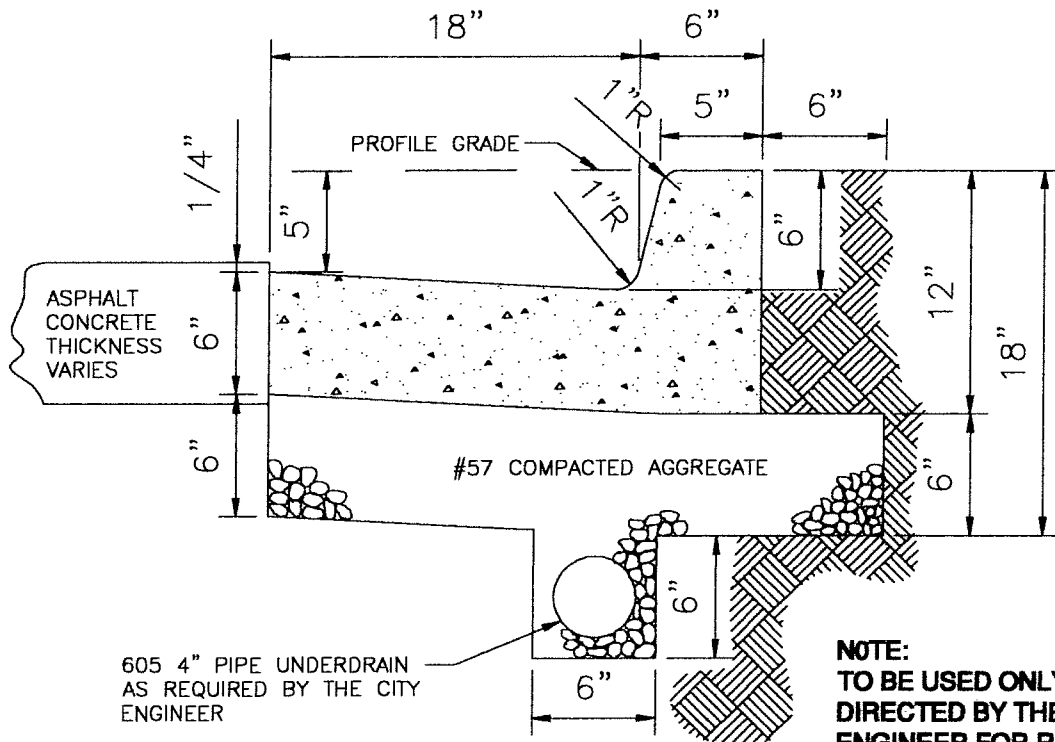 18"
6"
1"R
5"
6"
PROFILE GRADE
1/4"
5"
1"R
6"
12"
18"
ASPHALT
CONCRETE
THICKNESS
VARIES
6"
6"
#57 COMPACTED AGGREGATE
6"
6"
605 4" PIPE UNDERDRAIN
AS REQUIRED BY THE CITY
ENGINEER
6"
NOTE:
TO BE USED ONLY
DIRECTED BY THE
ENGINEER FOR